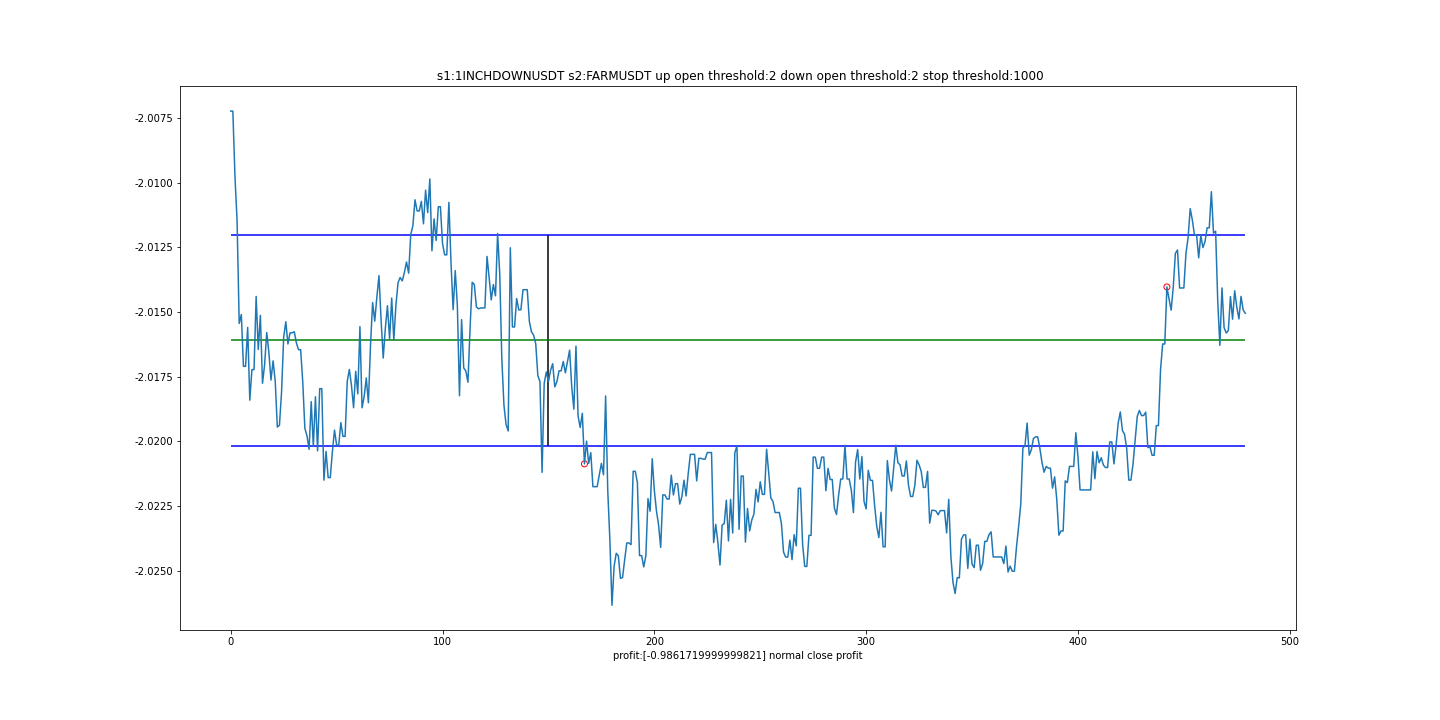 s1:1INCHDOWNUSDT s2:FARMUSDT up open threshold:2 down open threshold:2 stop threshold:1000
-2.0075
-2.0100
-2.0125
-2.0150
-2.0175
-2.0200
-2.0225
-2.0250
0 100 200 300 400 500
profit:[-0.9861719999999821] normal close profit